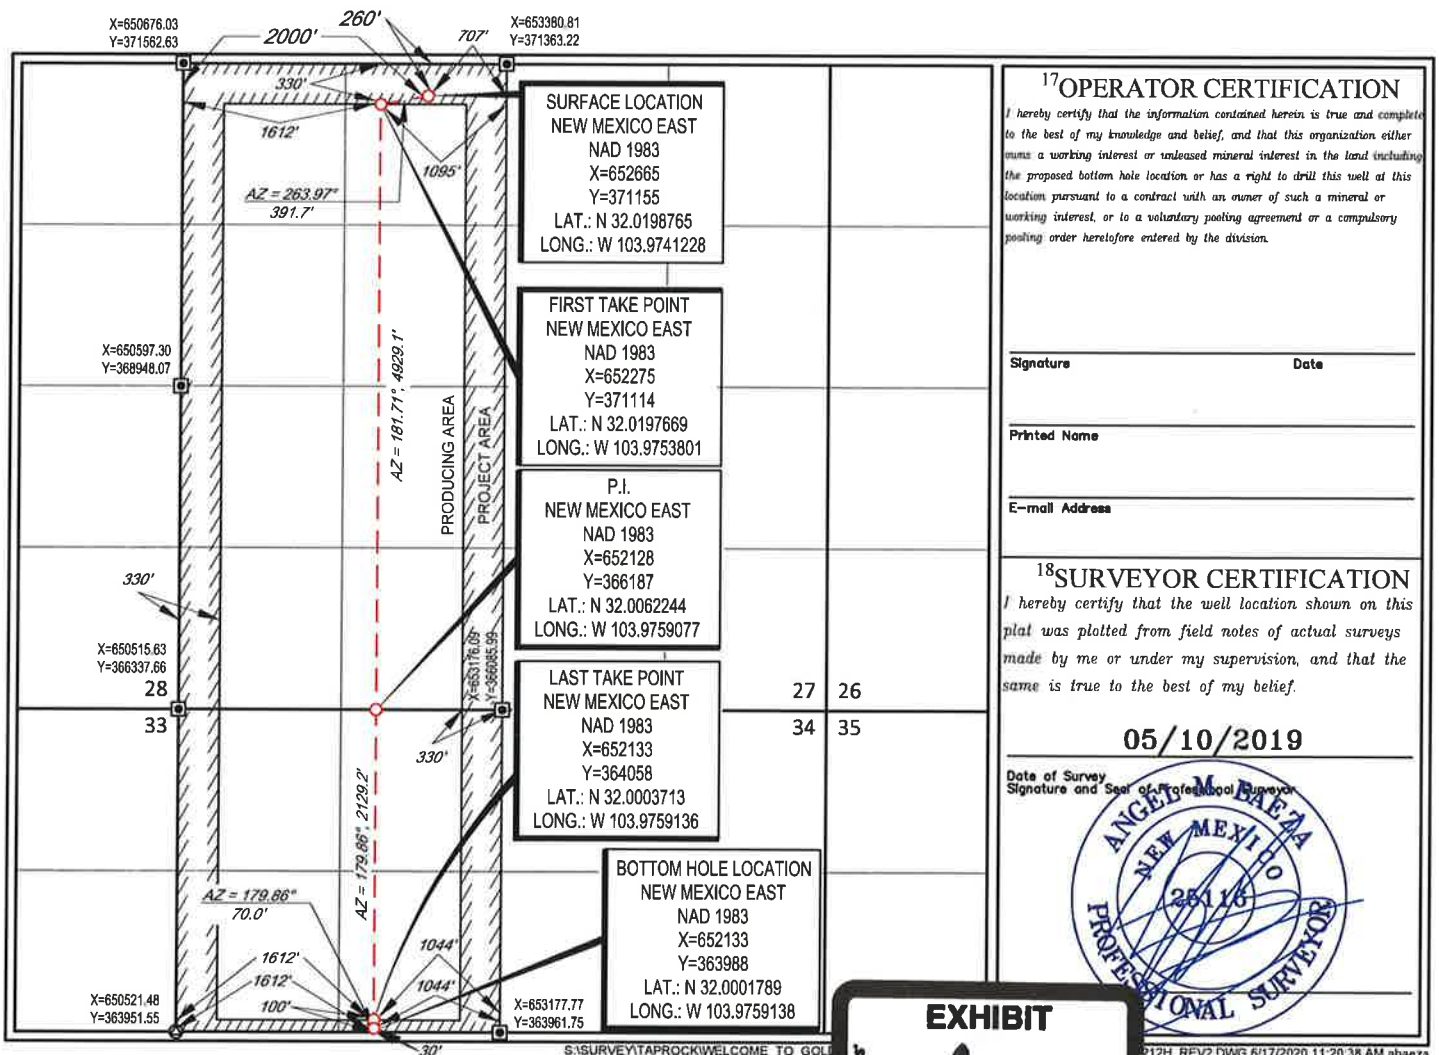 X=650676.03
Y=371562.63
260'
2000'
707'
X=653380.81
Y=371363.22
330'
1612'
1095'
AZ = 263.97°
391.7'
SURFACE LOCATION
NEW MEXICO EAST
NAD 1983
X=652665
Y=371155
LAT.: N 32.0198765
LONG.: W 103.9741228
FIRST TAKE POINT
NEW MEXICO EAST
NAD 1983
X=652275
Y=371114
LAT.: N 32.0197669
LONG.: W 103.9753801
X=650597.30
Y=368948.07
AZ = 181.71°, 4929.1'
PRODUCING AREA
PROJECT AREA
P.I.
NEW MEXICO EAST
NAD 1983
X=652128
Y=366187
LAT.: N 32.0062244
LONG.: W 103.9759077
330'
X=650515.63
Y=366337.66
X=653176.09
Y=366085.99
28
33
27 26
34 35
330'
LAST TAKE POINT
NEW MEXICO EAST
NAD 1983
X=652133
Y=364058
LAT.: N 32.0003713
LONG.: W 103.9759136
AZ = 179.86°, 2129.2'
AZ = 179.86°
70.0'
BOTTOM HOLE LOCATION
NEW MEXICO EAST
NAD 1983
X=652133
Y=363988
LAT.: N 32.0001789
LONG.: W 103.9759138
1612'
1612'
100'
1044'
1044'
30'
X=650521.48
Y=363951.55
X=653177.77
Y=363961.75
17OPERATOR CERTIFICATION
I hereby certify that the information contained herein is true and complete
to the best of my knowledge and belief, and that this organization either
owns a working interest or unleased mineral interest in the land including
the proposed bottom hole location or has a right to drill this well at this
location pursuant to a contract with an owner of such a mineral or
working interest, or to a voluntary pooling agreement or a compulsory
pooling order heretofore entered by the division.
Signature Date
Printed Name
E-mail Address
18SURVEYOR CERTIFICATION
I hereby certify that the well location shown on this
plat was plotted from field notes of actual surveys
made by me or under my supervision, and that the
same is true to the best of my belief.
05/10/2019
Date of Survey
Signature and Seal of Professional Surveyor
ANGEL M. BAEZA
NEW MEXICO
25116
PROFESSIONAL SURVEYOR
EXHIBIT
S:\SURVEY\TAPROCK\WELCOME_TO_GOL
212H_REV2.DWG 6/17/2020 11:20:38 AM abaeza